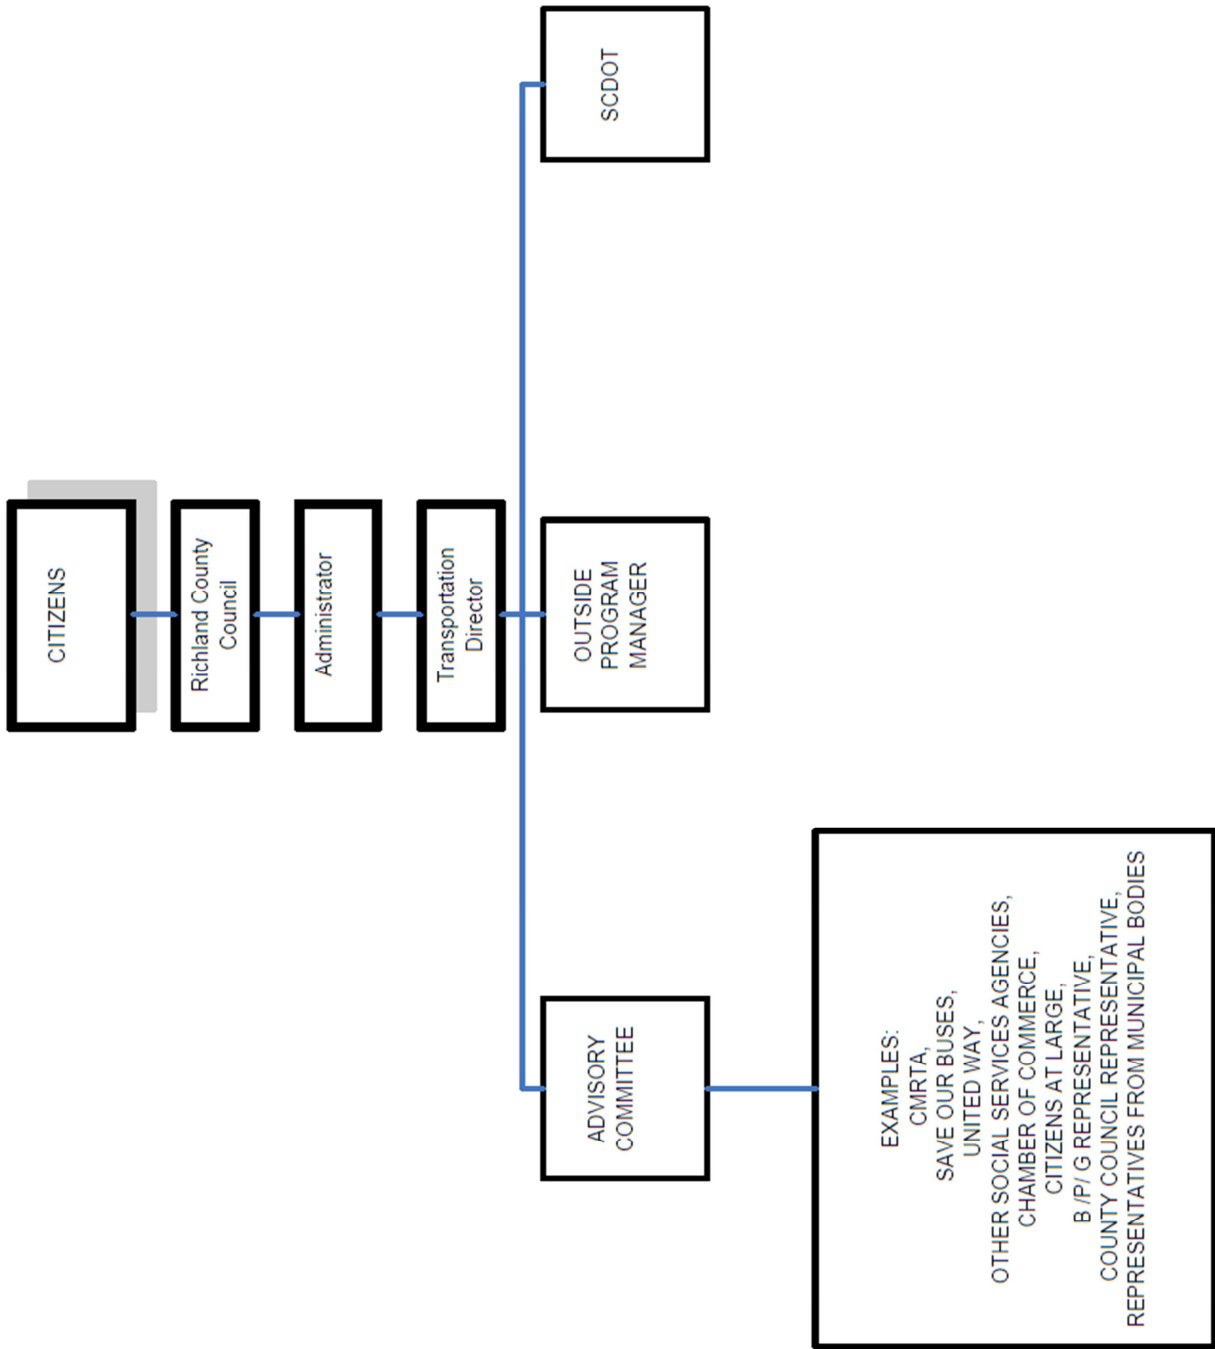 CITIZENS
Richland County
Council
Administrator
Transportation
Director
ADVISORY
COMMITTEE
OUTSIDE
PROGRAM
MANAGER
SCDOT
EXAMPLES:
CMRTA,
SAVE OUR BUSES,
UNITED WAY,
OTHER SOCIAL SERVICES AGENCIES,
CHAMBER OF COMMERCE,
CITIZENS AT LARGE,
B /P/ G REPRESENTATIVE,
COUNTY COUNCIL REPRESENTATIVE,
REPRESENTATIVES FROM MUNICIPAL BODIES